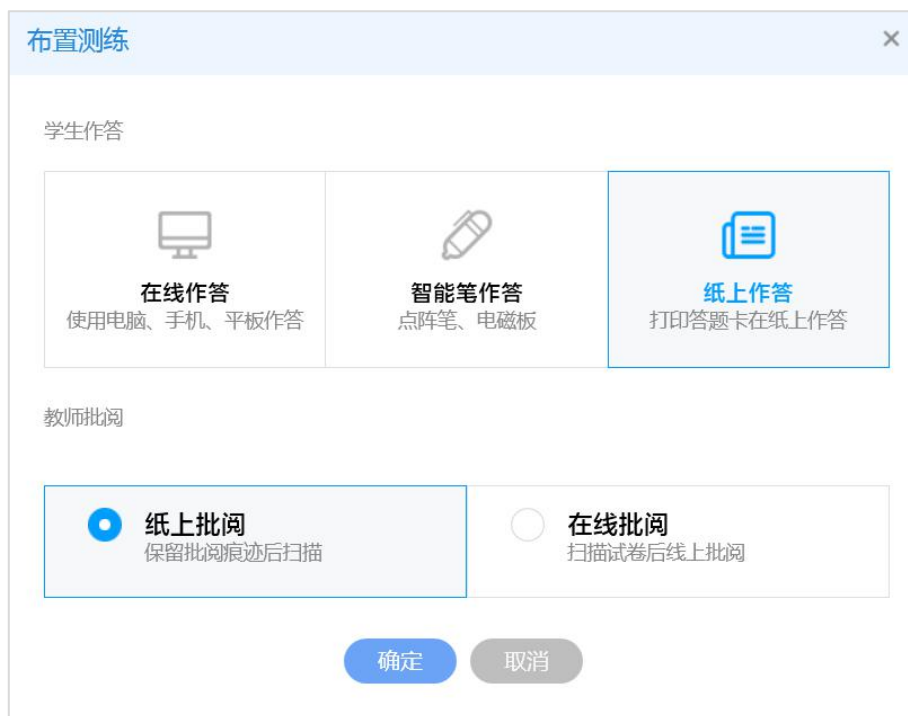 布置测练
学生作答
在线作答
使用电脑、手机、平板作答
智能笔作答
点阵笔、电磁板
纸上作答
打印答题卡在纸上作答
教师批阅
纸上批阅
保留批阅痕迹后扫描
在线批阅
扫描试卷后线上批阅
确定
取消